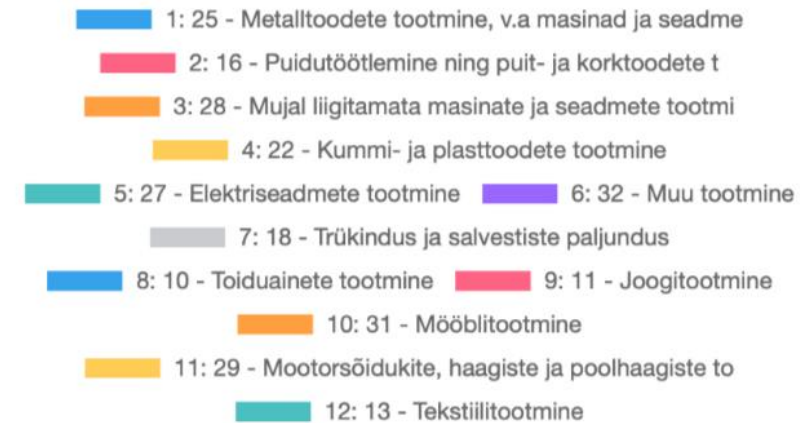 1: 25 - Metalltoodete tootmine, v.a masinad ja seadme
2: 16 - Puidutöötlemine ning puit- ja korktoodete t
3: 28 - Mujal liigitamata masinate ja seadmete tootmi
4: 22 - Kummi- ja plasttoodete tootmine
5: 27 - Elektriseadmete tootmine 6: 32 - Muu tootmine
7: 18 - Trükindus ja salvestiste paljundus
8: 10 - Toiduainete tootmine 9: 11 - Joogitootmine
10: 31 - Mööblitootmine
11: 29 - Mootorsõidukite, haagiste ja poolhaagiste to
12: 13 - Tekstiilitootmine